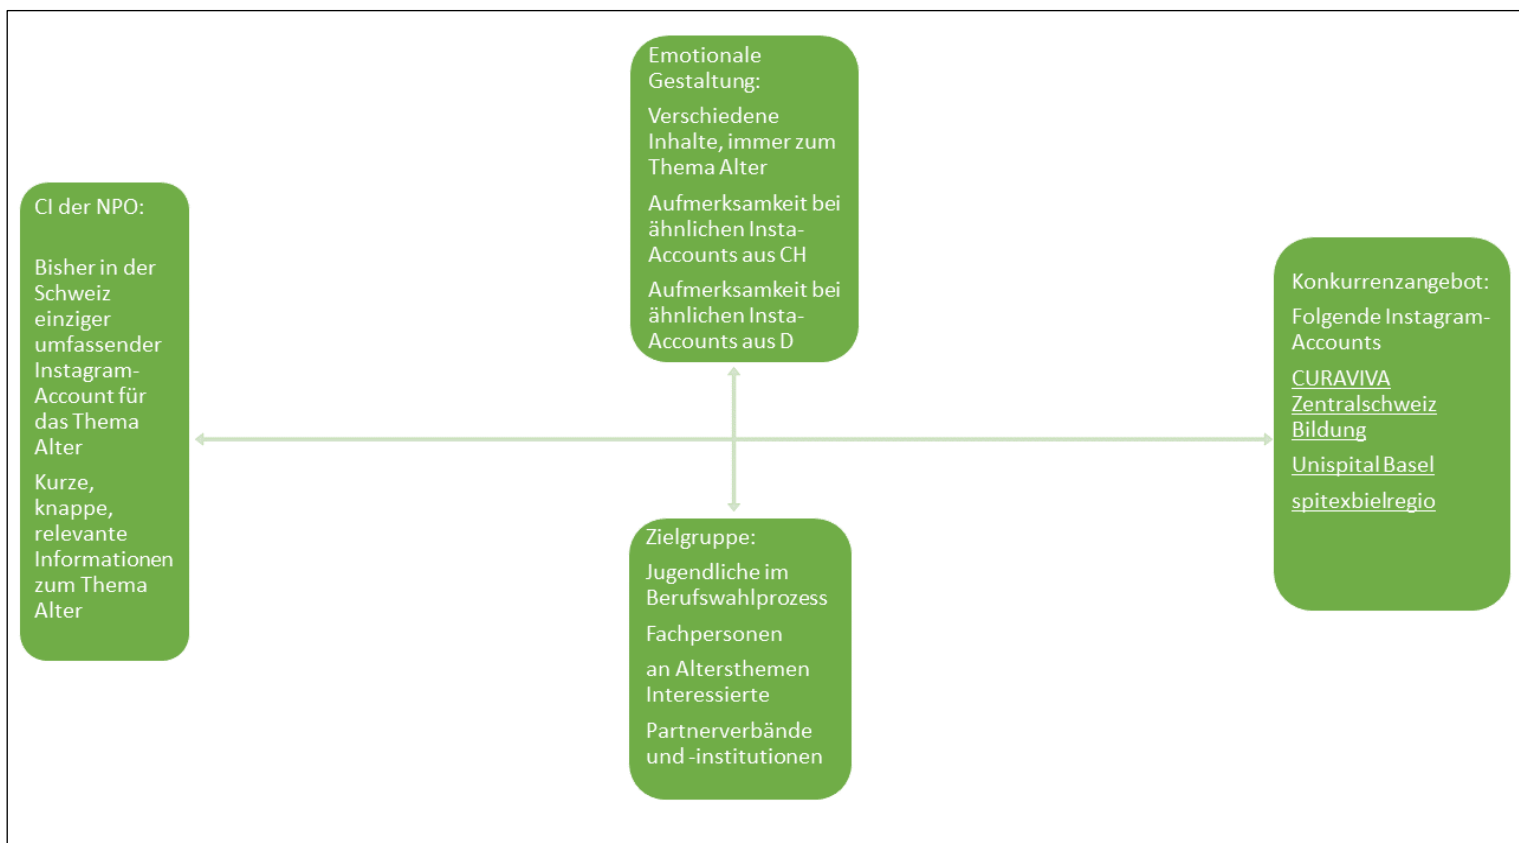 Emotionale
Gestaltung:
Verschiedene
Inhalte, immer zum
Thema Alter
Aufmerksamkeit bei
ähnlichen Insta-
Accounts aus CH
Aufmerksamkeit bei
ähnlichen Insta-
Accounts aus D
CI der NPO:
Bisher in der
Schweiz
einziger
umfassender
Instagram-
Account für
das Thema
Alter
Kurze,
knappe,
relevante
Informationen
zum Thema
Alter
Konkurrenzangebot:
Folgende Instagram-
Accounts
CURAVIVA
Zentralschweiz
Bildung
Unispital Basel
spitexbielregio
Zielgruppe:
Jugendliche im
Berufswahlprozess
Fachpersonen
an Altersthemen
Interessierte
Partnerverbände
und -institutionen